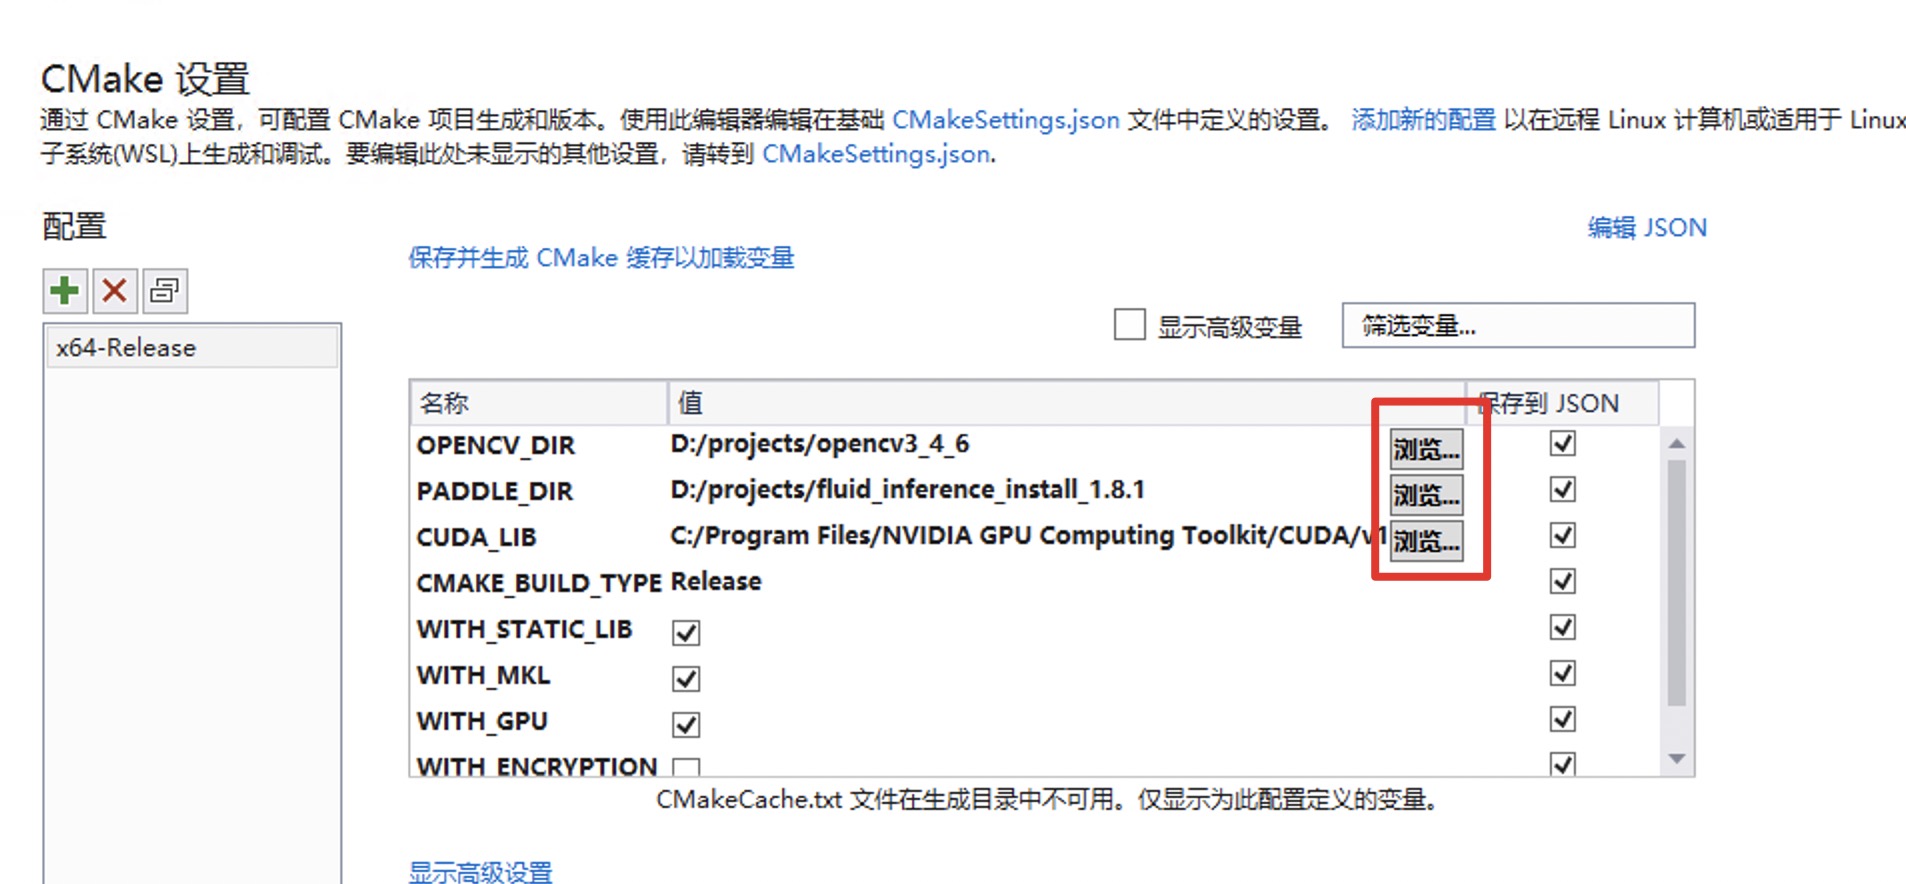 CMake 设置
通过 CMake 设置，可配置 CMake 项目生成和版本。使用此编辑器编辑在基础 CMakeSettings.json 文件中定义的设置。 添加新的配置 以在远程 Linux 计算机或适用于 Linux
子系统(WSL)上生成和调试。要编辑此处未显示的其他设置，请转到 CMakeSettings.json.
配置
编辑 JSON
保存并生成 CMake 缓存以加载变量
显示高级变量 筛选变量...
x64-Release
名称 值 保存到 JSON
OPENCV_DIR D:/projects/opencv3_4_6 浏览...
PADDLE_DIR D:/projects/fluid_inference_install_1.8.1 浏览...
CUDA_LIB C:/Program Files/NVIDIA GPU Computing Toolkit/CUDA/v1 浏览...
CMAKE_BUILD_TYPE Release
WITH_STATIC_LIB
WITH_MKL
WITH_GPU
WITH_ENCRYPTION
CMakeCache.txt 文件在生成目录中不可用。仅显示为此配置定义的变量。
显示高级设置